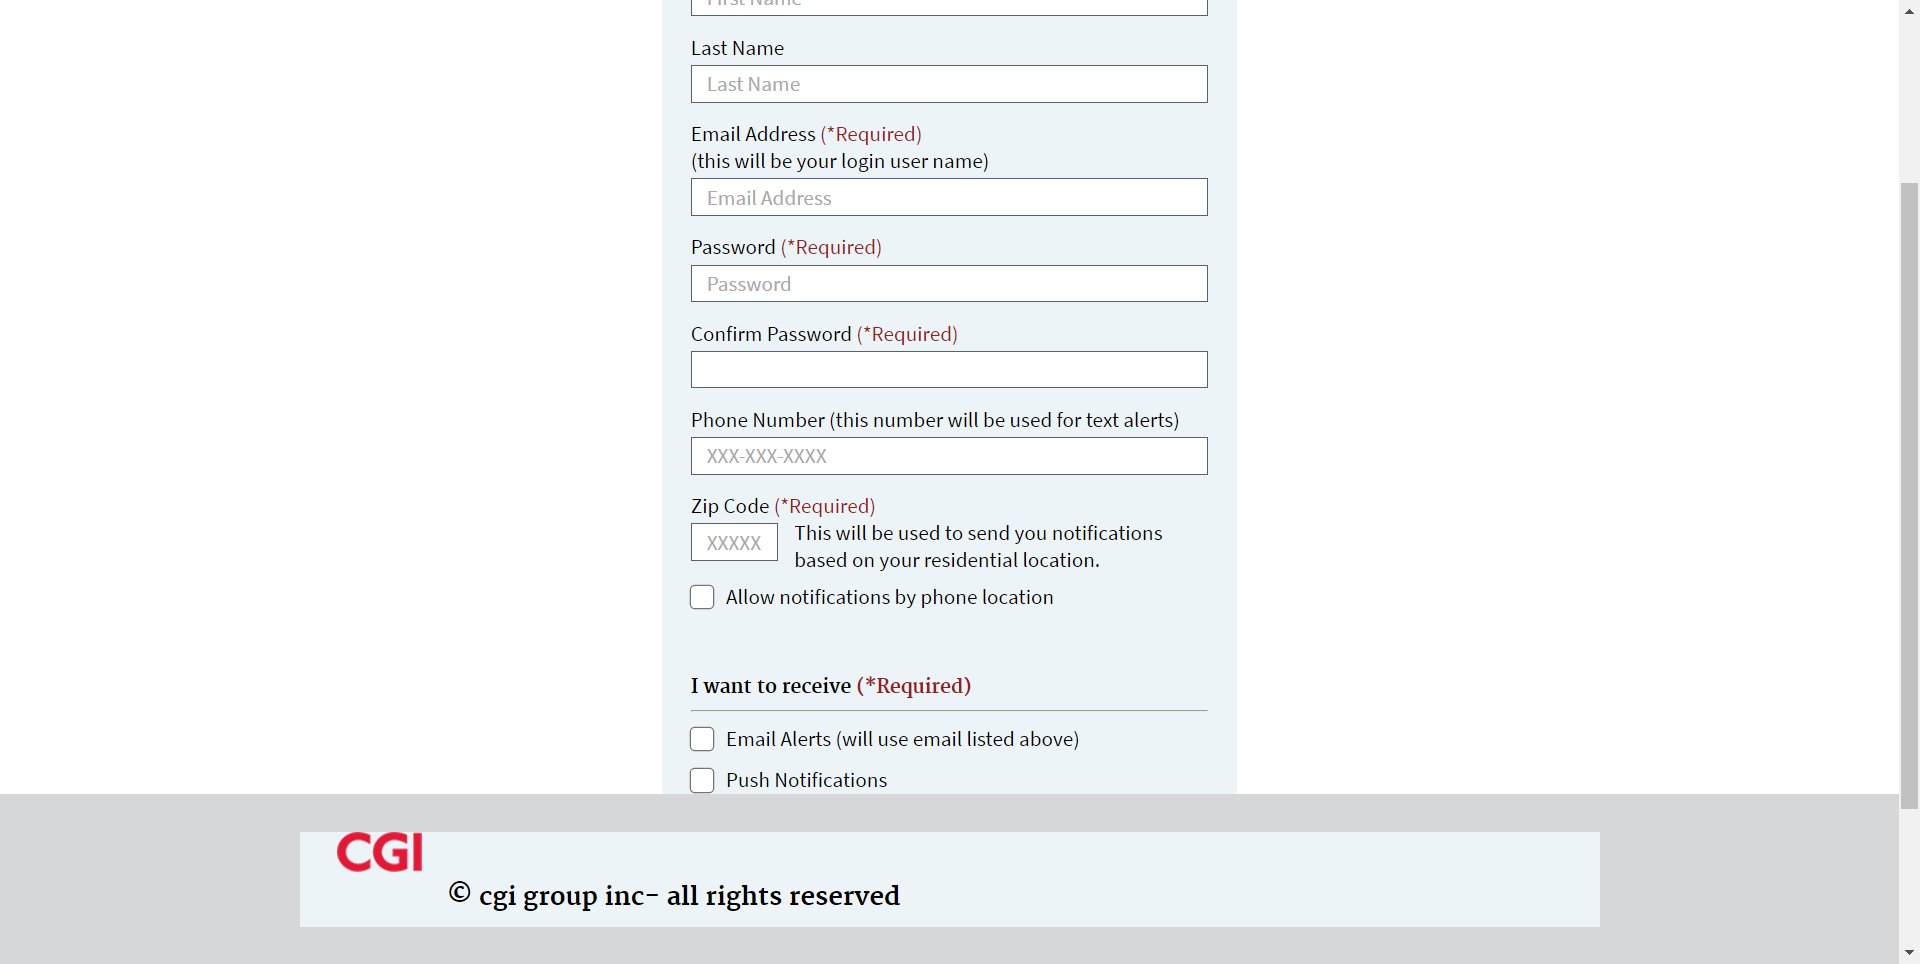 First Name
Last Name
Last Name
Email Address (*Required)
(this will be your login user name)
Email Address
Password (*Required)
Password
Confirm Password (*Required)
Phone Number (this number will be used for text alerts)
XXX-XXX-XXXX
Zip Code (*Required)
XXXXX
This will be used to send you notifications
based on your residential location.
Allow notifications by phone location
I want to receive (*Required)
Email Alerts (will use email listed above)
Push Notifications
CGI
© cgi group inc- all rights reserved